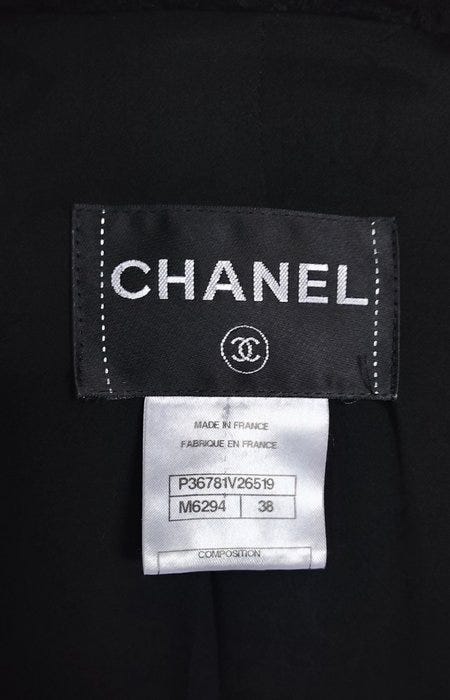 CHANEL
MADE IN FRANCE
FABRIQUE EN FRANCE
P36781V26519
M6294 38
COMPOSITION